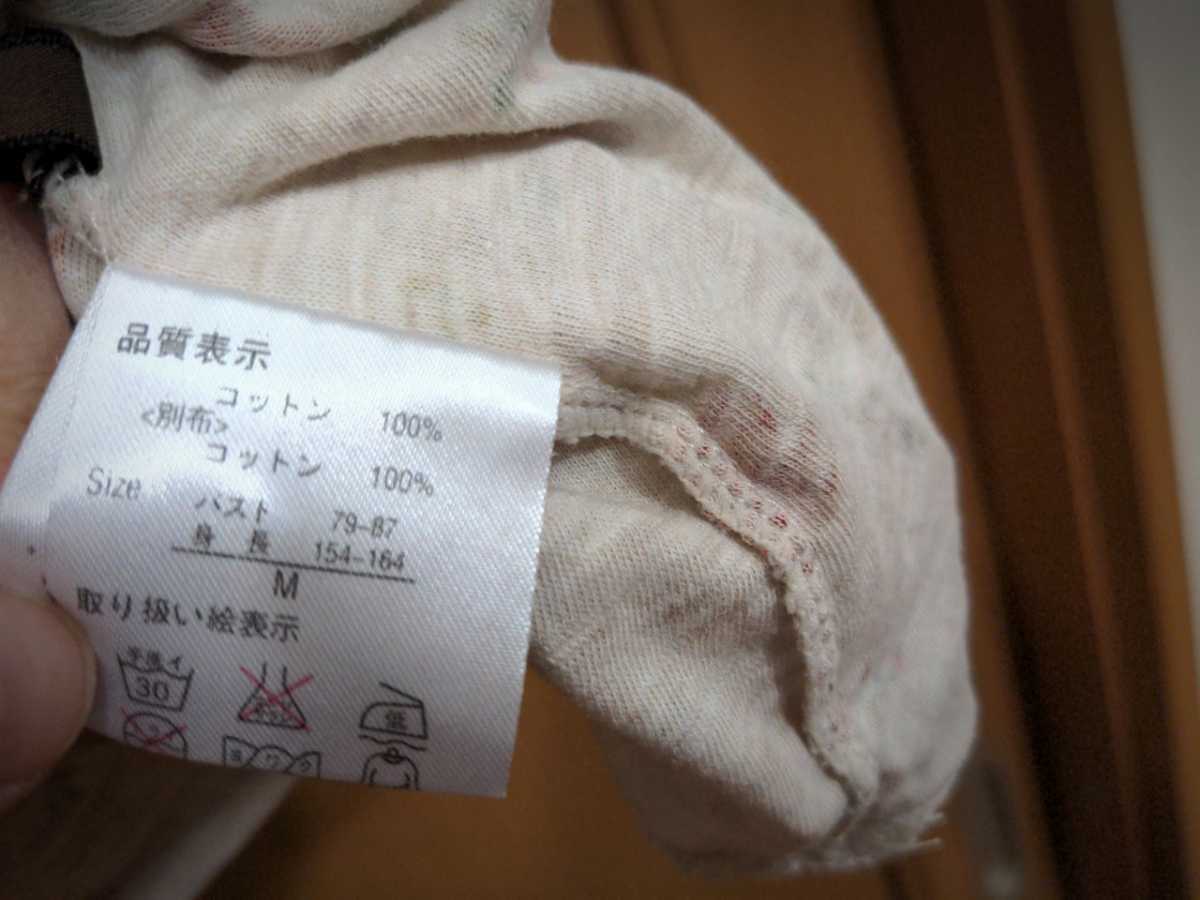 品質表示
コットン 100%
<別布>
コットン 100%
Size バスト 79-87
身長 154-164
M
取り扱い絵表示
手洗イ
30
低